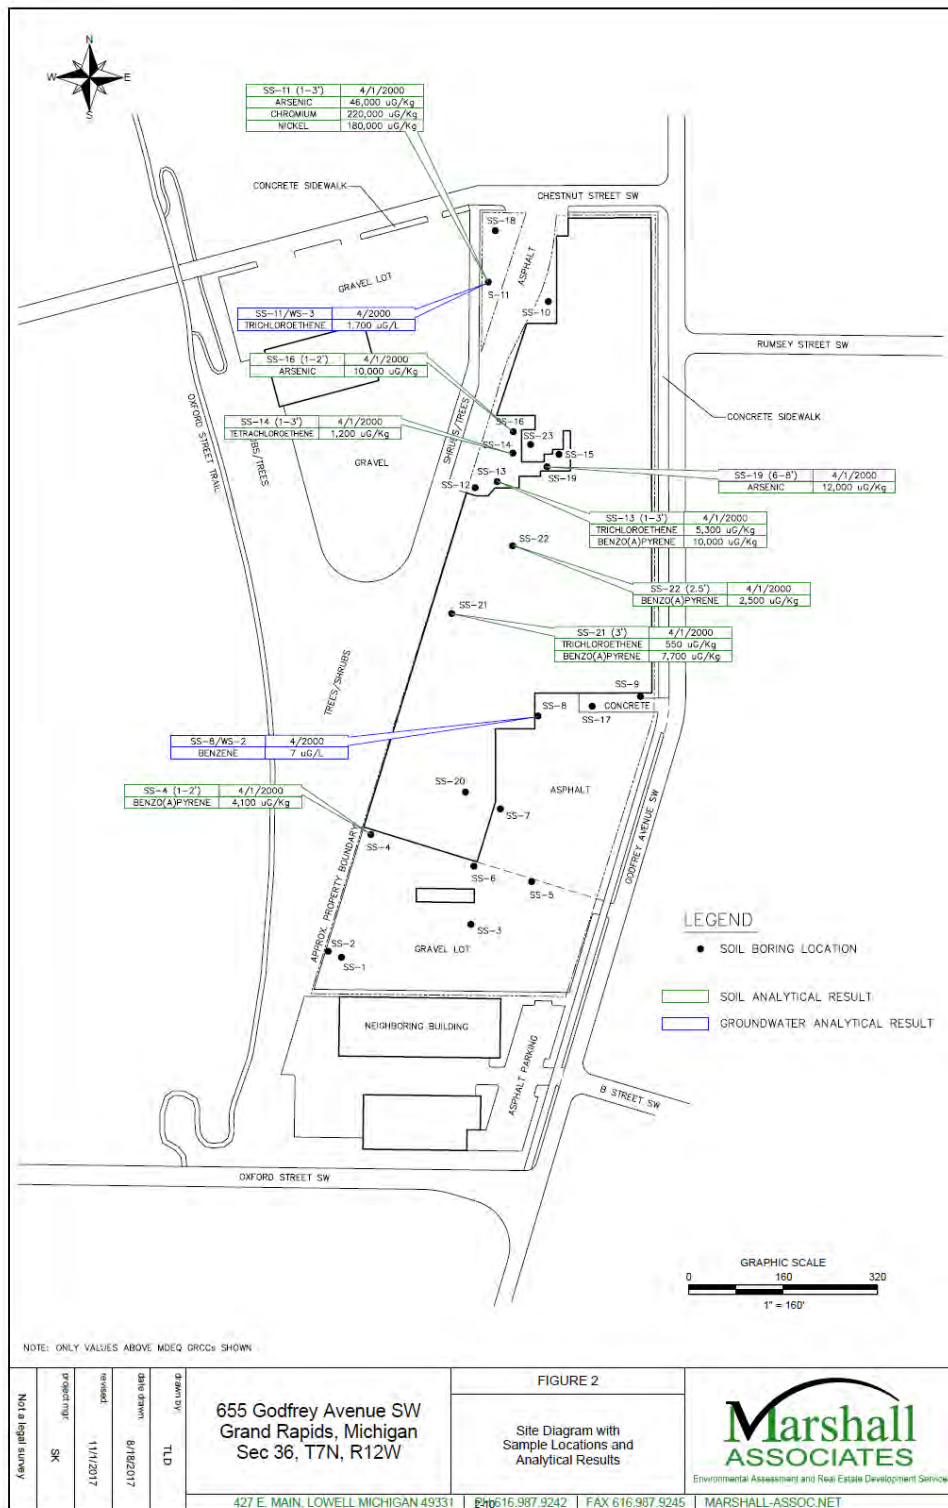 N
W E
S
SS-11 (1-3') 4/1/2000
ARSENIC 46,000 uG/Kg
CHROMIUM 220,000 uG/Kg
NICKEL 180,000 uG/Kg
CONCRETE SIDEWALK
CHESTNUT STREET SW
SS-18
ASPHALT
GRAVEL LOT
S-11
SS-10
SS-11/WS-3 4/2000
TRICHLOROETHENE 1,700 uG/L
RUMSEY STREET SW
SS-16 (1-2') 4/1/2000
ARSENIC 10,000 uG/Kg
OXFORD STREET TRAIL
SHRUBS/TREES
CONCRETE SIDEWALK
SS-14 (1-3') 4/1/2000
TETRACHLOROETHENE 1,200 uG/Kg
SS-16
SS-23
SS-14
SS-15
UBS/TREES
GRAVEL
SS-13
SS-19
SS-12
SS-19 (6-8') 4/1/2000
ARSENIC 12,000 uG/Kg
SS-13 (1-3') 4/1/2000
TRICHLOROETHENE 5,300 uG/Kg
BENZO(A)PYRENE 10,000 uG/Kg
SS-22
SS-22 (2.5') 4/1/2000
BENZO(A)PYRENE 2,500 uG/Kg
SS-21
SS-21 (3') 4/1/2000
TRICHLOROETHENE 550 uG/Kg
BENZO(A)PYRENE 7,700 uG/Kg
TREES/SHRUBS
SS-9
SS-8
CONCRETE
SS-17
SS-8/WS-2 4/2000
BENZENE 7 uG/L
SS-4 (1-2') 4/1/2000
BENZO(A)PYRENE 4,100 uG/Kg
SS-20
ASPHALT
SS-7
GODFREY AVENUE SW
APPROX. PROPERTY BOUNDARY
SS-4
SS-6
SS-5
SS-3
SS-2
GRAVEL LOT
SS-1
LEGEND
SOIL BORING LOCATION
SOIL ANALYTICAL RESULT
GROUNDWATER ANALYTICAL RESULT
NEIGHBORING BUILDING
ASPHALT PARKING
B STREET SW
OXFORD STREET SW
GRAPHIC SCALE
0 160 320
1" = 160'
NOTE: ONLY VALUES ABOVE MDEQ GRCCs SHOWN
Not a legal survey
project mgr: SK
revised: 11/1/2017
date drawn: 8/18/2017
drawn by: TLD
655 Godfrey Avenue SW
Grand Rapids, Michigan
Sec 36, T7N, R12W
FIGURE 2
Site Diagram with
Sample Locations and
Analytical Results
Marshall
ASSOCIATES
Environmental Assessment and Real Estate Development Services
427 E. MAIN, LOWELL MICHIGAN 49331 616.987.9242 FAX 616.987.9245 MARSHALL-ASSOC.NET
2-10